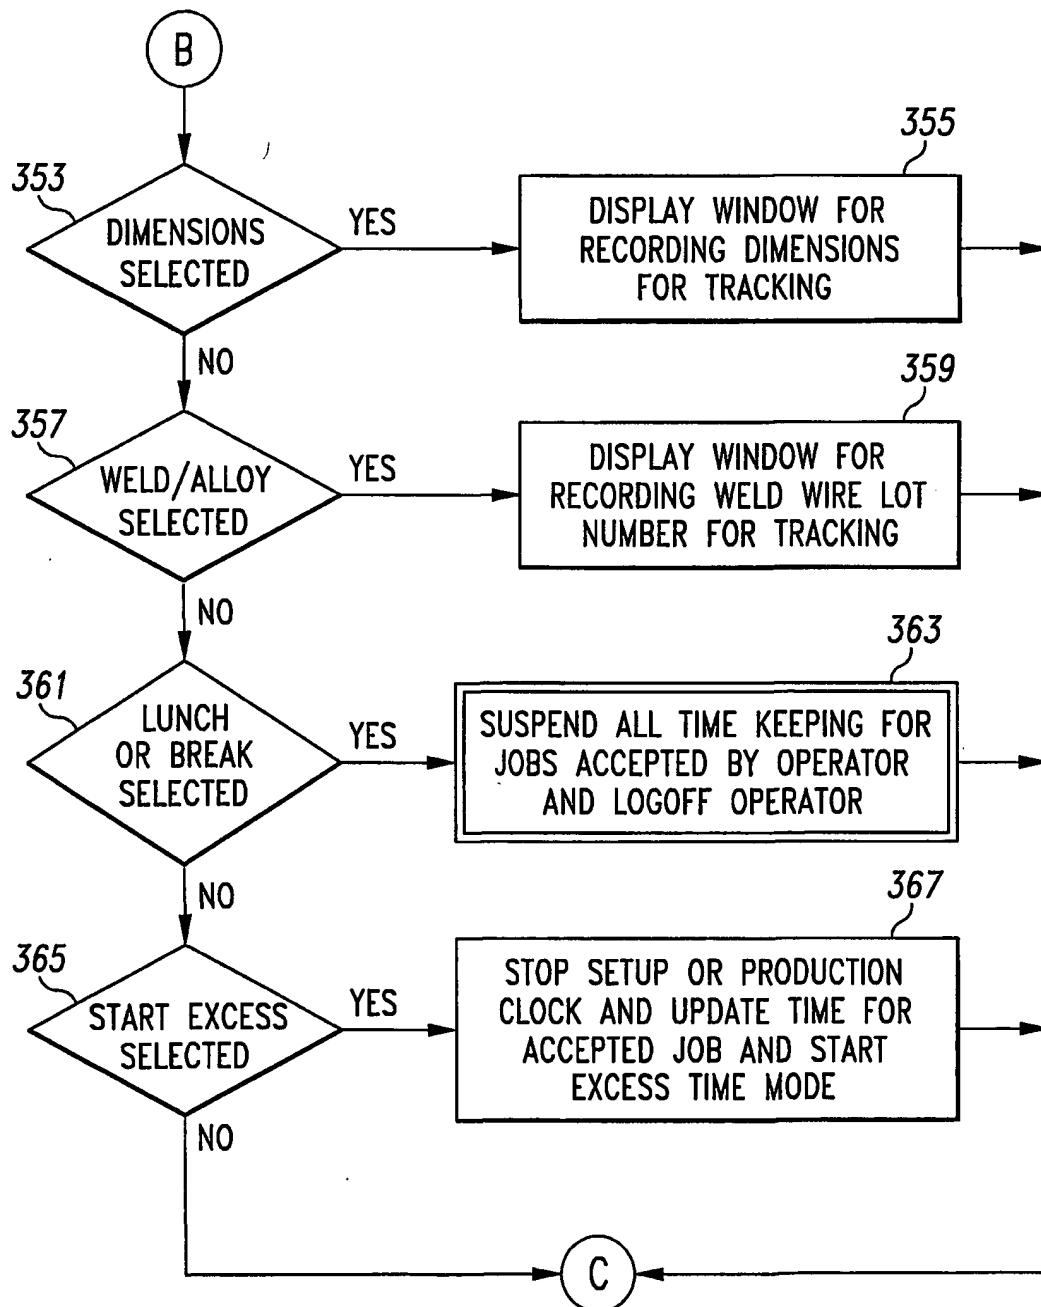 B
353
DIMENSIONS
SELECTED
YES
355
DISPLAY WINDOW FOR
RECORDING DIMENSIONS
FOR TRACKING
NO
357
WELD/ALLOY
SELECTED
YES
359
DISPLAY WINDOW FOR
RECORDING WELD WIRE LOT
NUMBER FOR TRACKING
NO
361
LUNCH
OR BREAK
SELECTED
YES
363
SUSPEND ALL TIME KEEPING FOR
JOBS ACCEPTED BY OPERATOR
AND LOGOFF OPERATOR
NO
365
START EXCESS
SELECTED
YES
367
STOP SETUP OR PRODUCTION
CLOCK AND UPDATE TIME FOR
ACCEPTED JOB AND START
EXCESS TIME MODE
NO
C